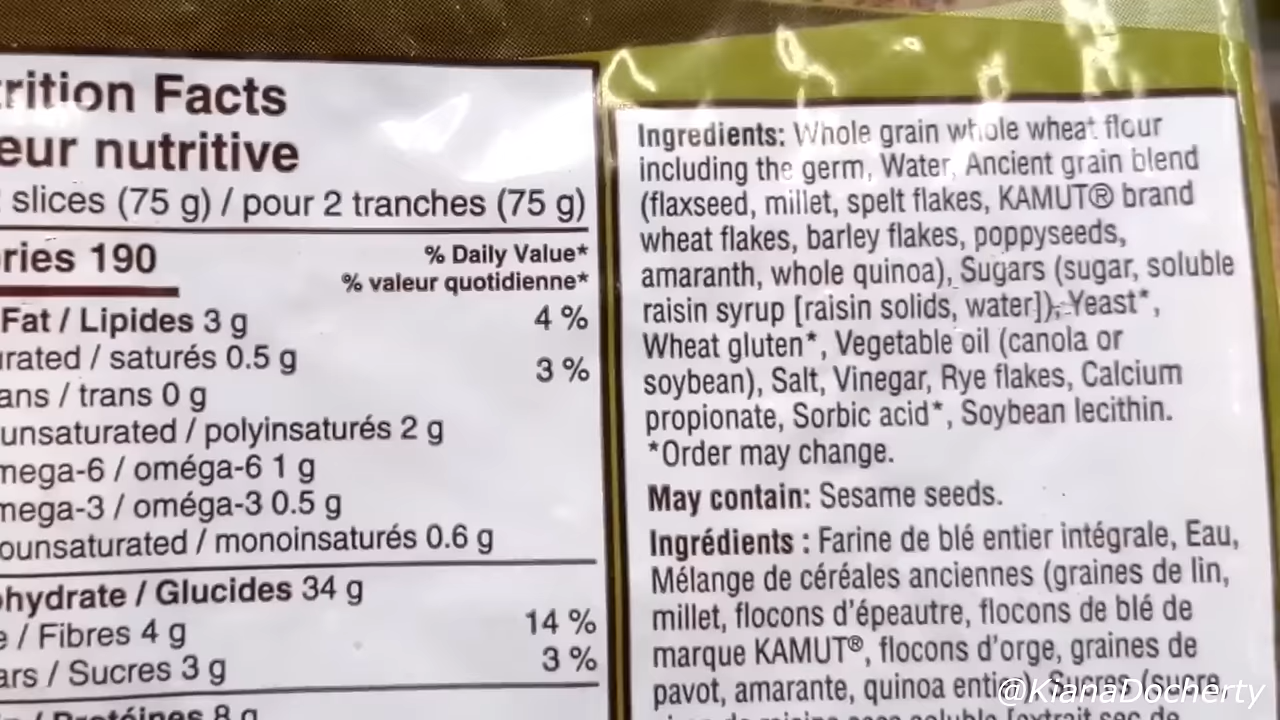 rition Facts
eur nutritive
slices (75 g) / pour 2 tranches (75 g)
ries 190
% Daily Value*
% valeur quotidienne*
Fat / Lipides 3 g
4 %
urated / saturés 0.5 g
3 %
ans / trans 0 g
unsaturated / polyinsaturés 2 g
mega-6 / oméga-6 1 g
mega-3 / oméga-3 0.5 g
ounsaturated / monoinsaturés 0.6 g
ohydrate / Glucides 34 g
e / Fibres 4 g
14 %
ars / Sucres 3 g
3 %
/ Protéines 8 g
Ingredients: Whole grain whole wheat flour
including the germ, Water, Ancient grain blend
(flaxseed, millet, spelt flakes, KAMUT® brand
wheat flakes, barley flakes, poppyseeds,
amaranth, whole quinoa), Sugars (sugar, soluble
raisin syrup [raisin solids, water]), Yeast*,
Wheat gluten*, Vegetable oil (canola or
soybean), Salt, Vinegar, Rye flakes, Calcium
propionate, Sorbic acid*, Soybean lecithin.
*Order may change.
May contain: Sesame seeds.
Ingrédients : Farine de blé entier intégrale, Eau,
Mélange de céréales anciennes (graines de lin,
millet, flocons d'épeautre, flocons de blé de
marque KAMUT®, flocons d'orge, graines de
pavot, amarante, quinoa entier), Sucres (sucre,
@KianaDocherty